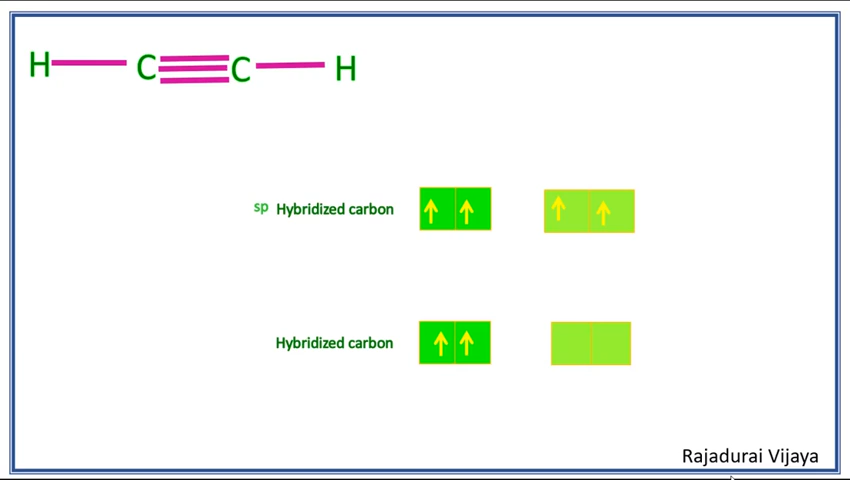 H C C H
sp Hybridized carbon
Hybridized carbon
Rajadurai Vijaya